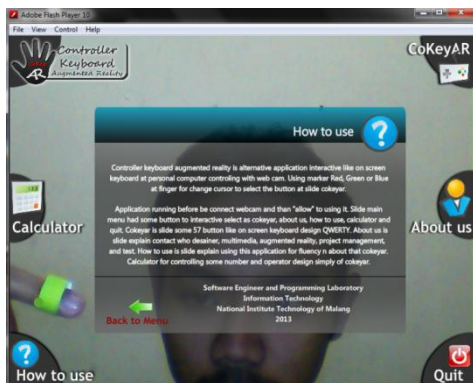 Adobe Flash Player 10
File View Control Help
Controller
Keyboard
Augmented Reality
AR
CoKeyAR
How to use
?
Controller keyboard augmented reality is alternative application interactive like on screen
keyboard at personal computer controling with web cam. Using marker Red, Green or Blue
at finger for change cursor to select the button at slide cokeyar.
Application running before be connect webcam and then "allow" to using it. Slide main
menu had some button to interactive select as cokeyar, about us, how to use, calculator and
quit. Cokeyar is slide some 57 button like on screen keyboard design QWERTY. About us is
slide explain contact who desainer, multimedia, augmented reality, project management,
and test. How to use is slide explain using this application for fluency n about that cokeyar.
Calculator for controlling some number and operator design simply of cokeyar.
Calculator
About us
Software Engineer and Programming Laboratory
Information Technology
National Institute Technology of Malang
2013
Back to Menu
?
How to use
Quit